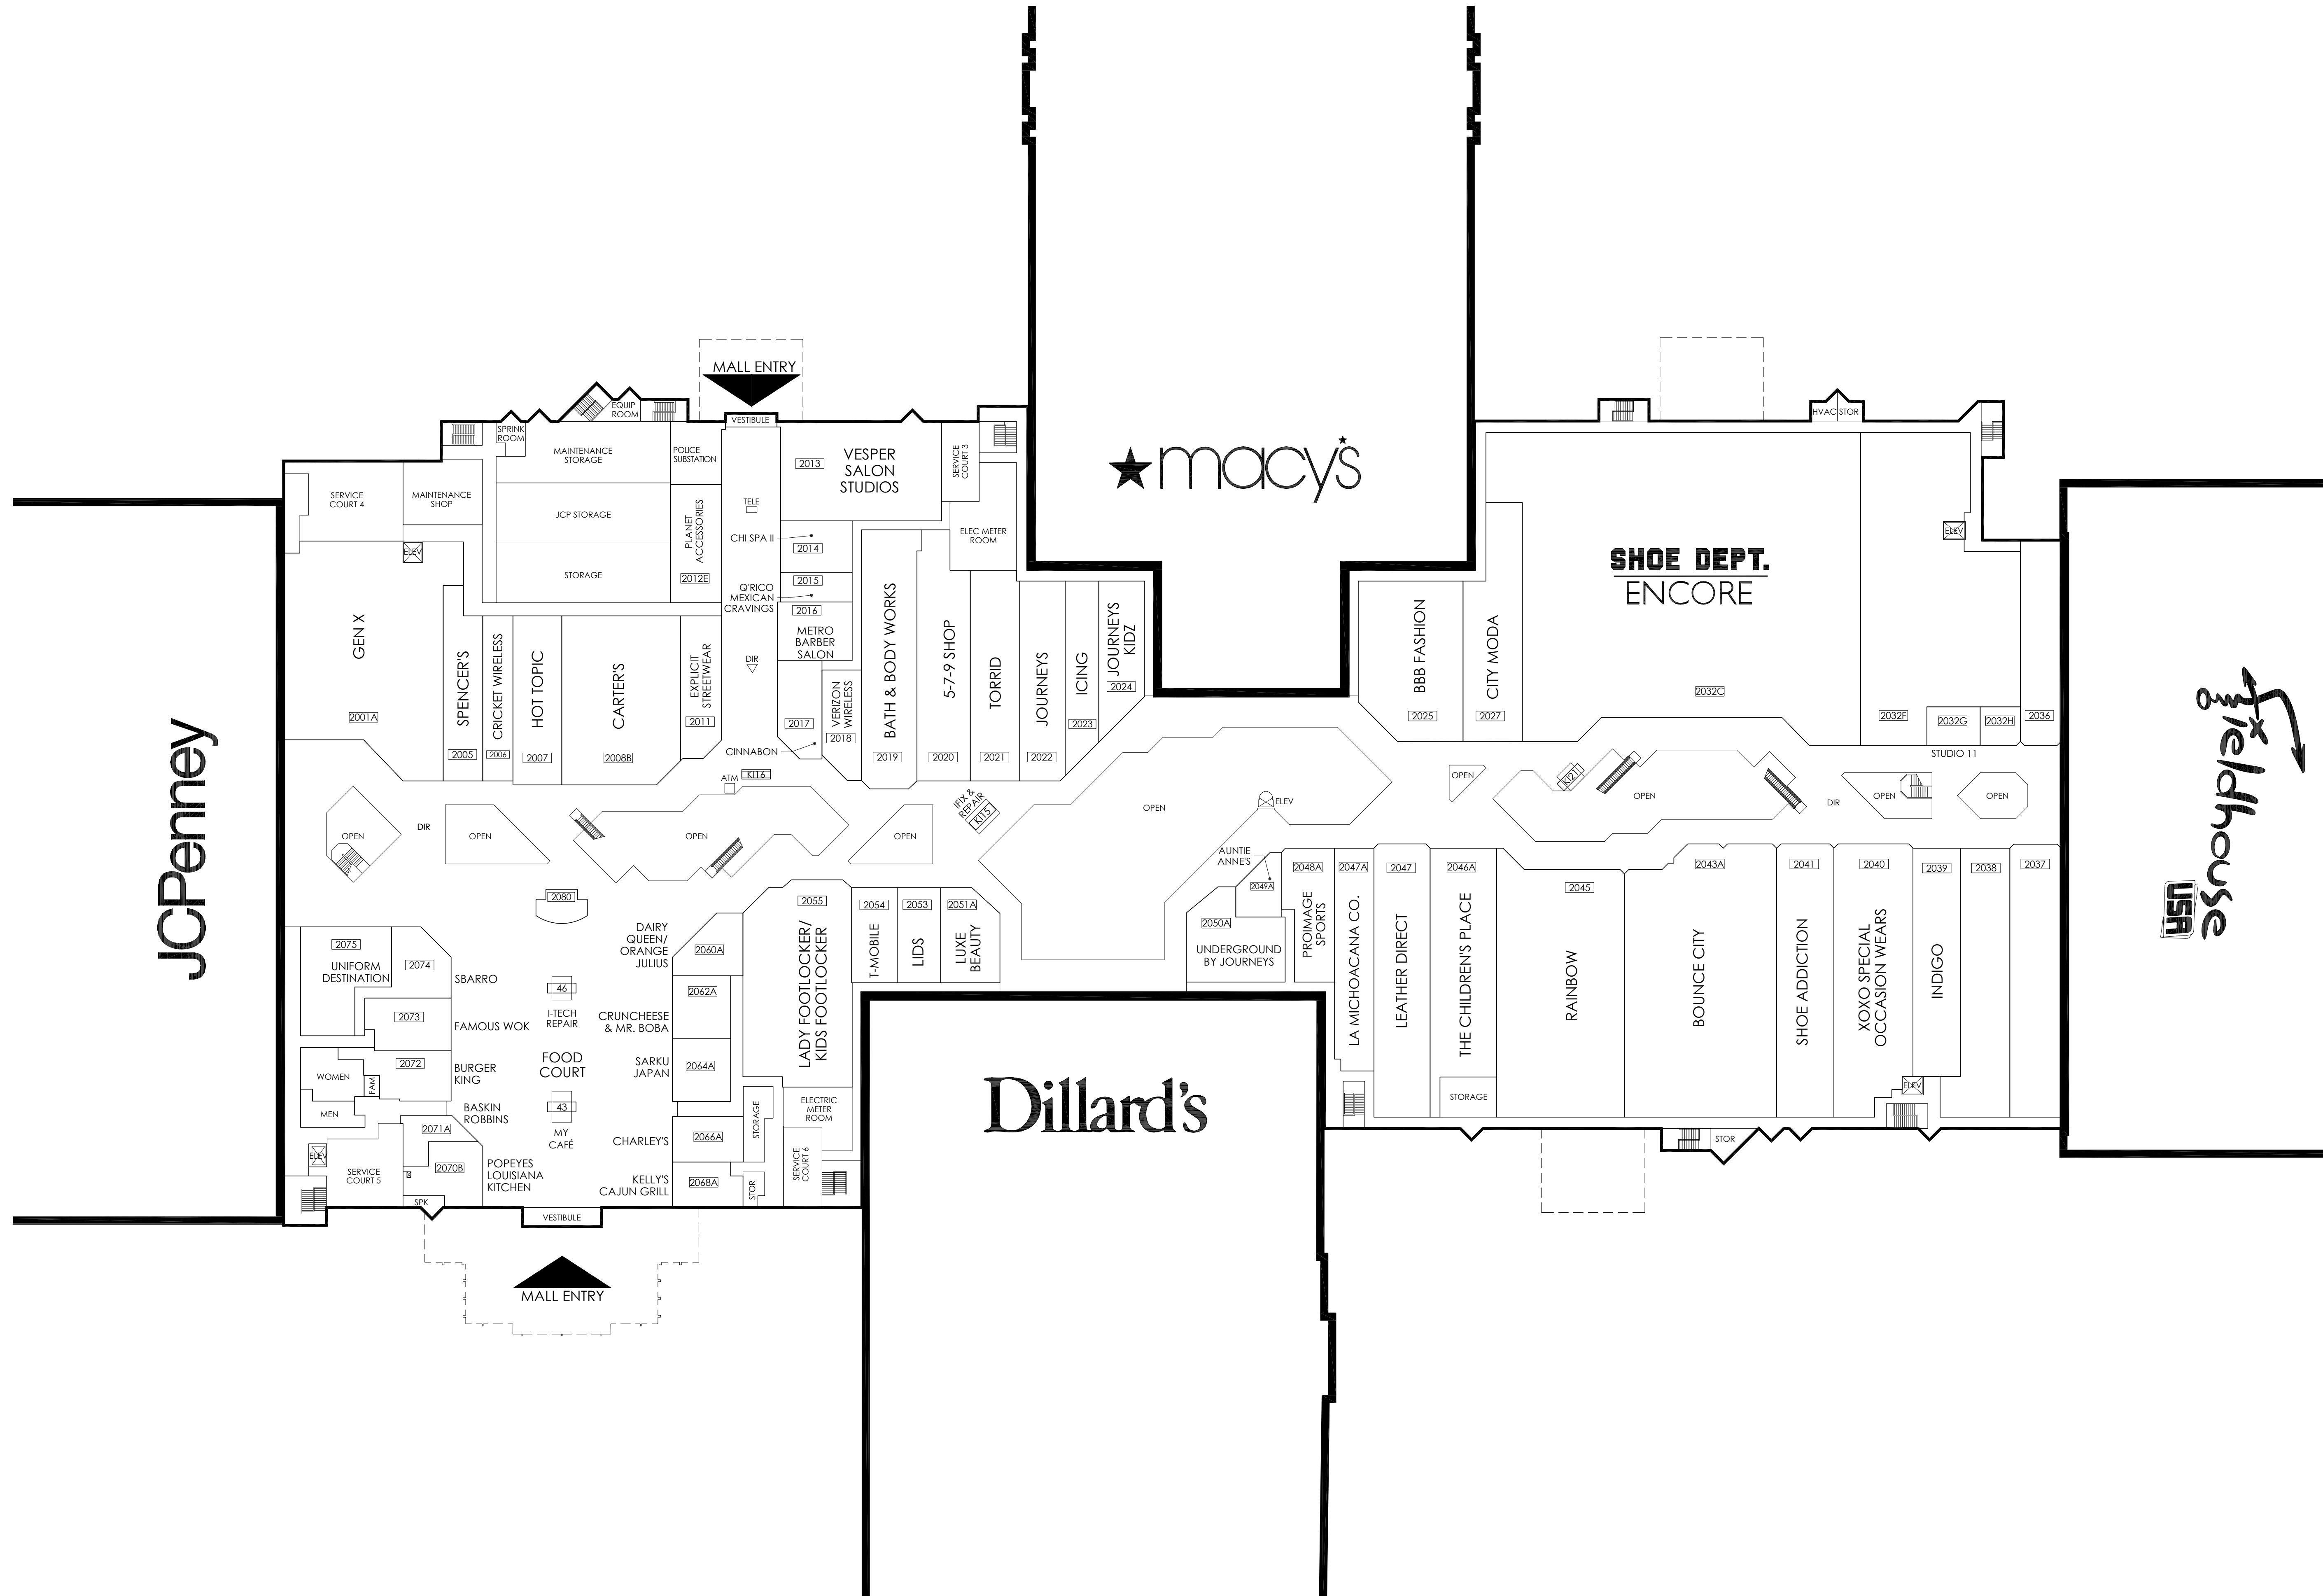 macy's
MALL ENTRY
VESTIBULE
EQUIP
ROOM
SPRINK
ROOM
MAINTENANCE
STORAGE
POLICE
SUBSTATION
2013
VESPER
SALON
STUDIOS
SERVICE
COURT 3
HVAC
STOR
SERVICE
COURT 4
MAINTENANCE
SHOP
JCP STORAGE
STORAGE
PLANET
ACCESSORIES
2012E
TELE
CHI SPA II
2014
2015
Q'RICO
MEXICAN
CRAVINGS
2016
METRO
BARBER
SALON
ELEC METER
ROOM
ELEV
GEN X
2001A
SPENCER'S
2005
CRICKET WIRELESS
2006
HOT TOPIC
2007
CARTER'S
2008B
EXPLICIT
STREETWEAR
2011
DIR
2017
CINNABON
VERIZON
WIRELESS
2018
BATH & BODY WORKS
2019
5-7-9 SHOP
2020
TORRID
2021
JOURNEYS
2022
ICING
2023
JOURNEYS
KIDZ
2024
BBB FASHION
2025
CITY MODA
2027
SHOE DEPT.
ENCORE
2032C
ELEV
2032F
2032G
2032H
2036
STUDIO 11
JCPenney
fieldhouse
USA
ATM
K116
IFIX &
REPAIR
K115
K121
OPEN
DIR
OPEN
OPEN
OPEN
OPEN
ELEV
OPEN
OPEN
DIR
OPEN
OPEN
2080
2075
UNIFORM
DESTINATION
2074
SBARRO
2073
FAMOUS WOK
2072
BURGER
KING
WOMEN
FAM
MEN
BASKIN
ROBBINS
2071A
ELEV
SERVICE
COURT 5
2070B
POPEYES
LOUISIANA
KITCHEN
SPK
46
I-TECH
REPAIR
FOOD
COURT
43
MY
CAFÉ
VESTIBULE
MALL ENTRY
DAIRY
QUEEN/
ORANGE
JULIUS
2060A
2062A
CRUNCHEESE
& MR. BOBA
SARKU
JAPAN
2064A
CHARLEY'S
2066A
KELLY'S
CAJUN GRILL
2068A
STORAGE
STOR
ELECTRIC
METER
ROOM
SERVICE
COURT 6
2055
LADY FOOTLOCKER/
KIDS FOOTLOCKER
2054
T-MOBILE
2053
LIDS
2051A
LUXE
BEAUTY
Dillard's
AUNTIE
ANNE'S
2049A
2050A
UNDERGROUND
BY JOURNEYS
2048A
PROIMAGE
SPORTS
2047A
LA MICHOACANA CO.
2047
LEATHER DIRECT
2046A
THE CHILDREN'S PLACE
STORAGE
2045
RAINBOW
2043A
BOUNCE CITY
2041
SHOE ADDICTION
2040
XOXO SPECIAL
OCCASION WEARS
2039
INDIGO
2038
2037
ELEV
STOR